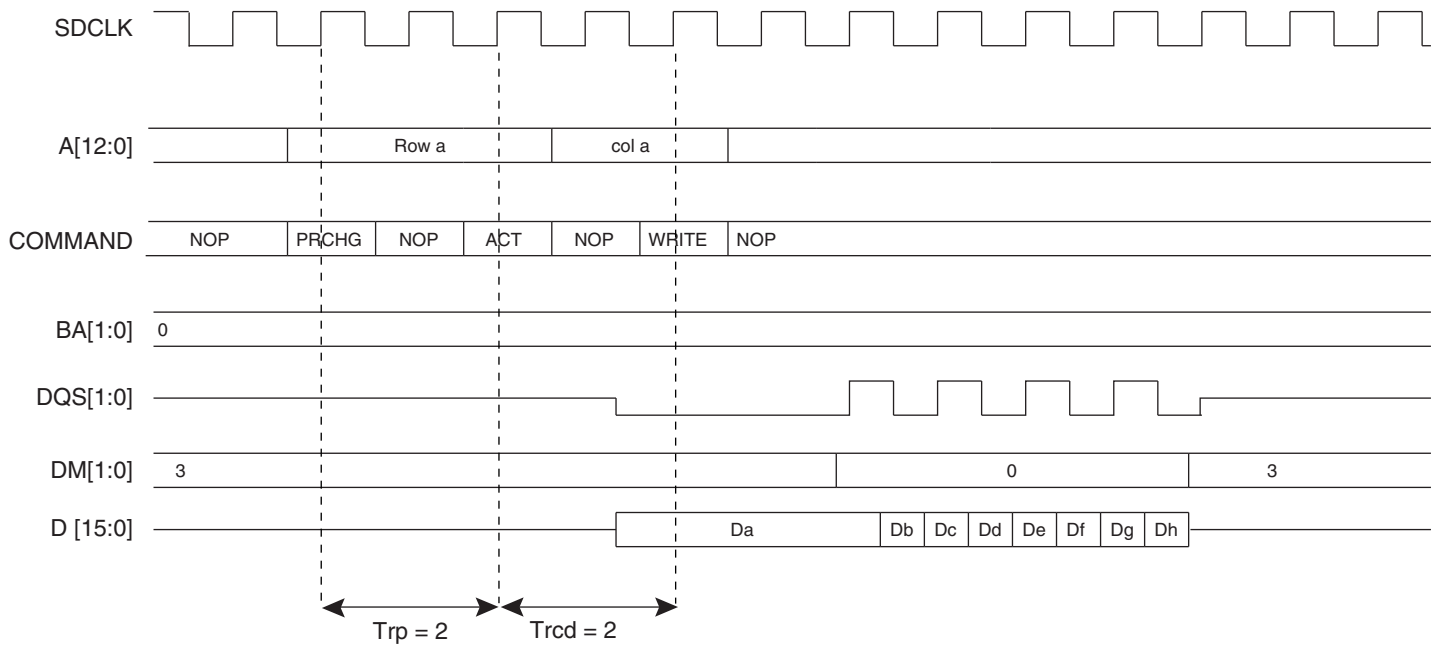 SDCLK
A[12:0] Row a col a
COMMAND NOP PRCHG NOP ACT NOP WRITE NOP
BA[1:0] 0
DQS[1:0]
DM[1:0] 3 0 3
D [15:0] Da Db Dc Dd De Df Dg Dh
Trp = 2 Trcd = 2